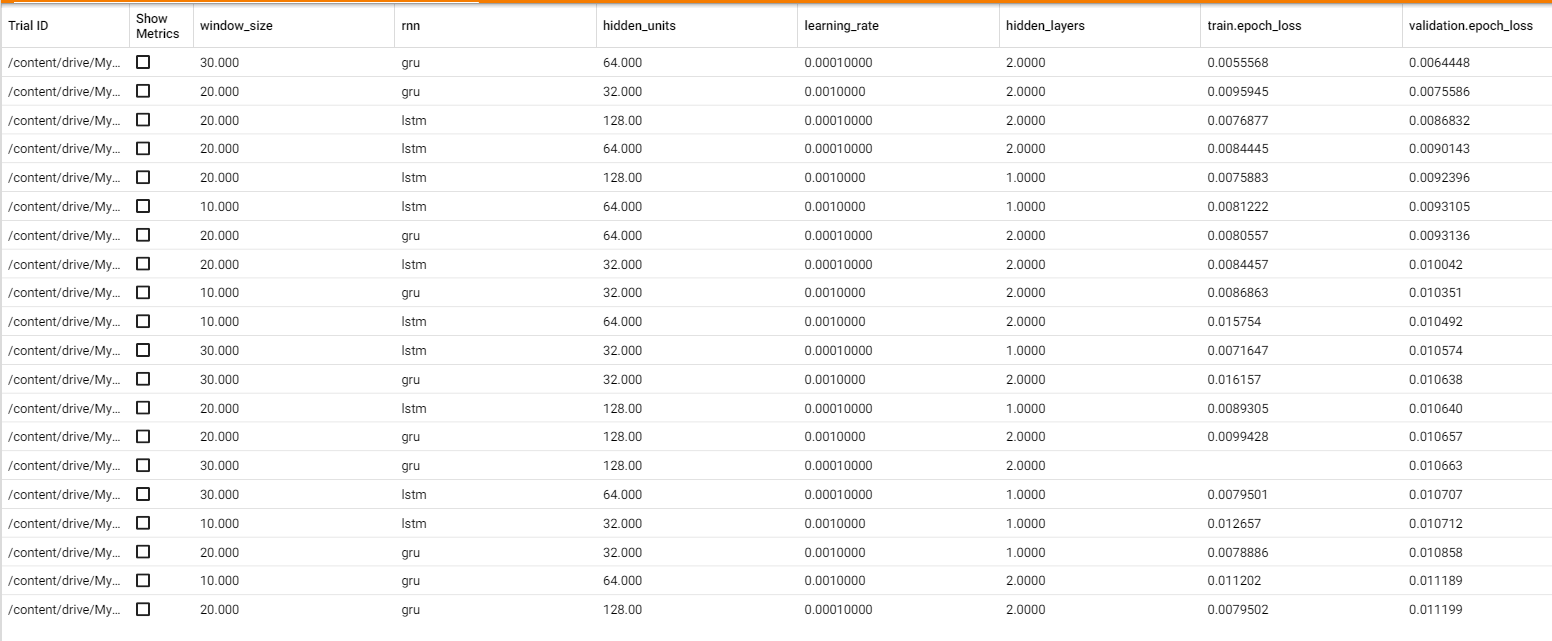 Trial ID Show Metrics window_size rnn hidden_units learning_rate hidden_layers train.epoch_loss validation.epoch_loss
/content/drive/My... 30.000 gru 64.000 0.00010000 2.0000 0.0055568 0.0064448
/content/drive/My... 20.000 gru 32.000 0.0010000 2.0000 0.0095945 0.0075586
/content/drive/My... 20.000 lstm 128.00 0.00010000 2.0000 0.0076877 0.0086832
/content/drive/My... 20.000 lstm 64.000 0.00010000 2.0000 0.0084445 0.0090143
/content/drive/My... 20.000 lstm 128.00 0.0010000 1.0000 0.0075883 0.0092396
/content/drive/My... 10.000 lstm 64.000 0.0010000 1.0000 0.0081222 0.0093105
/content/drive/My... 20.000 gru 64.000 0.00010000 2.0000 0.0080557 0.0093136
/content/drive/My... 20.000 lstm 32.000 0.00010000 2.0000 0.0084457 0.010042
/content/drive/My... 10.000 gru 32.000 0.0010000 2.0000 0.0086863 0.010351
/content/drive/My... 10.000 lstm 64.000 0.0010000 2.0000 0.015754 0.010492
/content/drive/My... 30.000 lstm 32.000 0.00010000 1.0000 0.0071647 0.010574
/content/drive/My... 30.000 gru 32.000 0.0010000 2.0000 0.016157 0.010638
/content/drive/My... 20.000 lstm 128.00 0.00010000 1.0000 0.0089305 0.010640
/content/drive/My... 20.000 gru 128.00 0.0010000 2.0000 0.0099428 0.010657
/content/drive/My... 30.000 gru 128.00 0.00010000 2.0000 0.010663
/content/drive/My... 30.000 lstm 64.000 0.00010000 1.0000 0.0079501 0.010707
/content/drive/My... 10.000 lstm 32.000 0.0010000 1.0000 0.012657 0.010712
/content/drive/My... 20.000 gru 32.000 0.0010000 1.0000 0.0078886 0.010858
/content/drive/My... 10.000 gru 64.000 0.0010000 2.0000 0.011202 0.011189
/content/drive/My... 20.000 gru 128.00 0.00010000 2.0000 0.0079502 0.011199